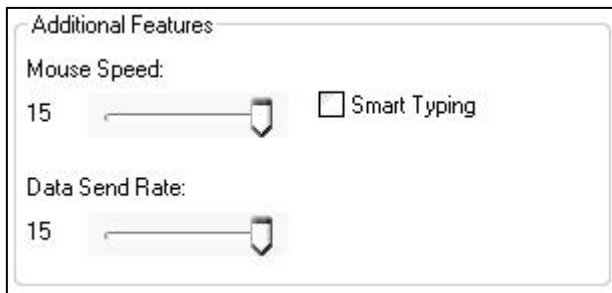 Additional Features
Mouse Speed:
15
Smart Typing
Data Send Rate:
15